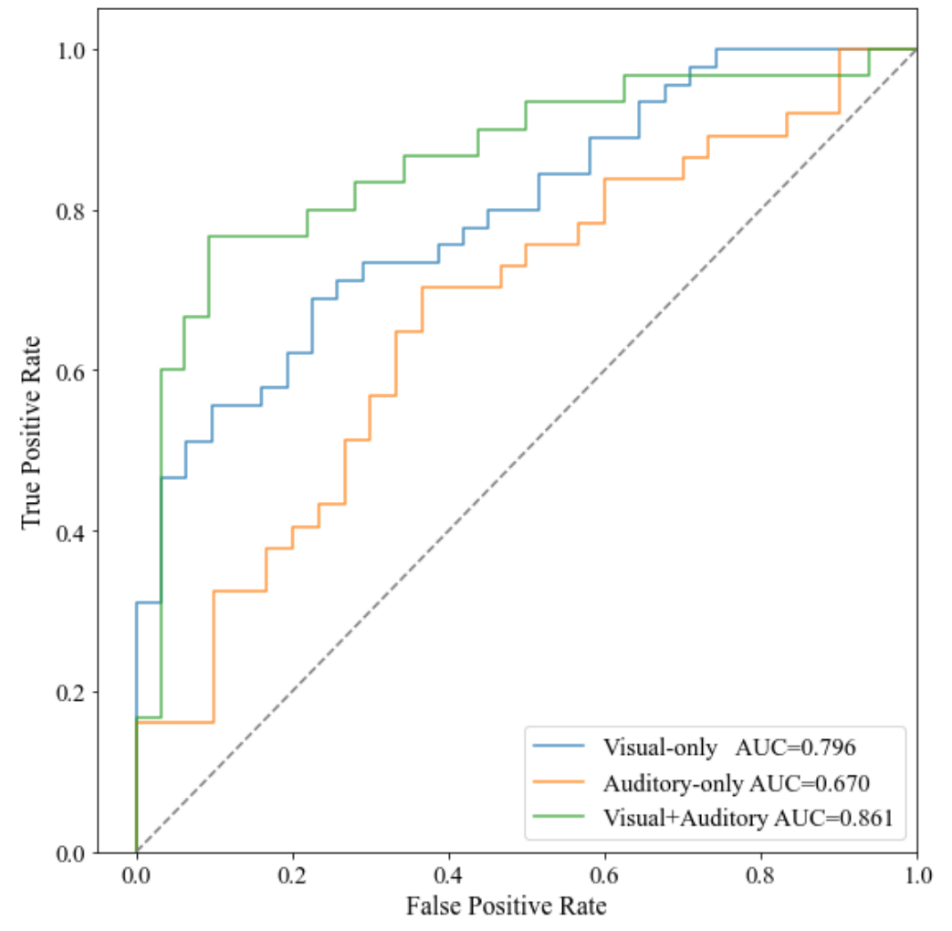 1.0
0.8
0.6
0.4
0.2
0.0
True Positive Rate
Visual-only AUC=0.796
Auditory-only AUC=0.670
Visual+Auditory AUC=0.861
0.0 0.2 0.4 0.6 0.8 1.0
False Positive Rate